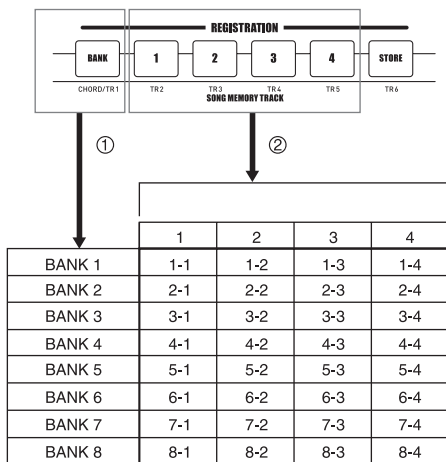 REGISTRATION
BANK 1 2 3 4 STORE
CHORD/TR1 TR2 TR3 TR4 TR5 TR6
SONG MEMORY TRACK
① ②
1 2 3 4
BANK 1 1-1 1-2 1-3 1-4
BANK 2 2-1 2-2 2-3 2-4
BANK 3 3-1 3-2 3-3 3-4
BANK 4 4-1 4-2 4-3 4-4
BANK 5 5-1 5-2 5-3 5-4
BANK 6 6-1 6-2 6-3 6-4
BANK 7 7-1 7-2 7-3 7-4
BANK 8 8-1 8-2 8-3 8-4